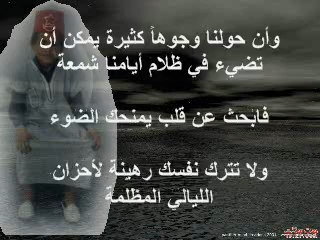 وأن حولنا وجوهاً كثيرة يمكن أن
تضيء في ظلام أيامنا شمعة
فابحث عن قلب يمنحك الضوء
ولا تترك نفسك رهينة لأحزان
الليالي المظلمة